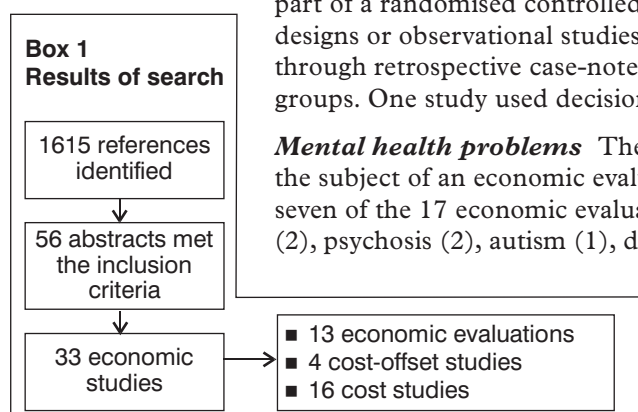 Box 1
Results of search
1615 references
identified
56 abstracts met
the inclusion
criteria
33 economic
studies
■ 13 economic evaluations
■ 4 cost-offset studies
■ 16 cost studies
part of a randomised controlled
designs or observational studies
through retrospective case-note
groups. One study used decision
Mental health problems The
the subject of an economic evalu
seven of the 17 economic evalua
(2), psychosis (2), autism (1), d